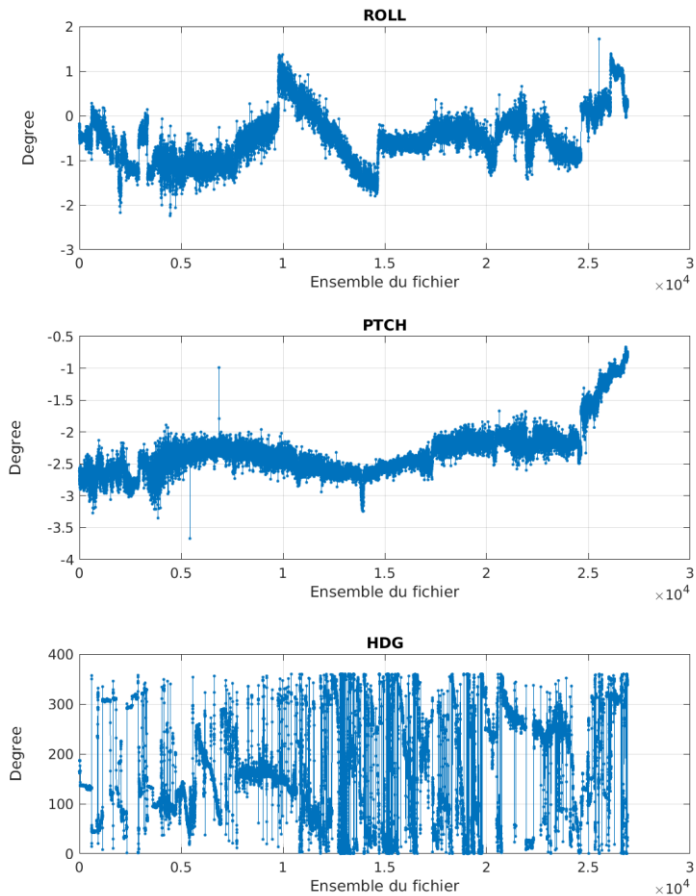 ROLL
2
1
0
-1
-2
-3
Degree
0 0.5 1 1.5 2 2.5 3
Ensemble du fichier
×10⁴
PTCH
-0.5
-1
-1.5
-2
-2.5
-3
-3.5
-4
Degree
0 0.5 1 1.5 2 2.5 3
Ensemble du fichier
×10⁴
HDG
400
300
200
100
0
Degree
0 0.5 1 1.5 2 2.5 3
Ensemble du fichier
×10⁴